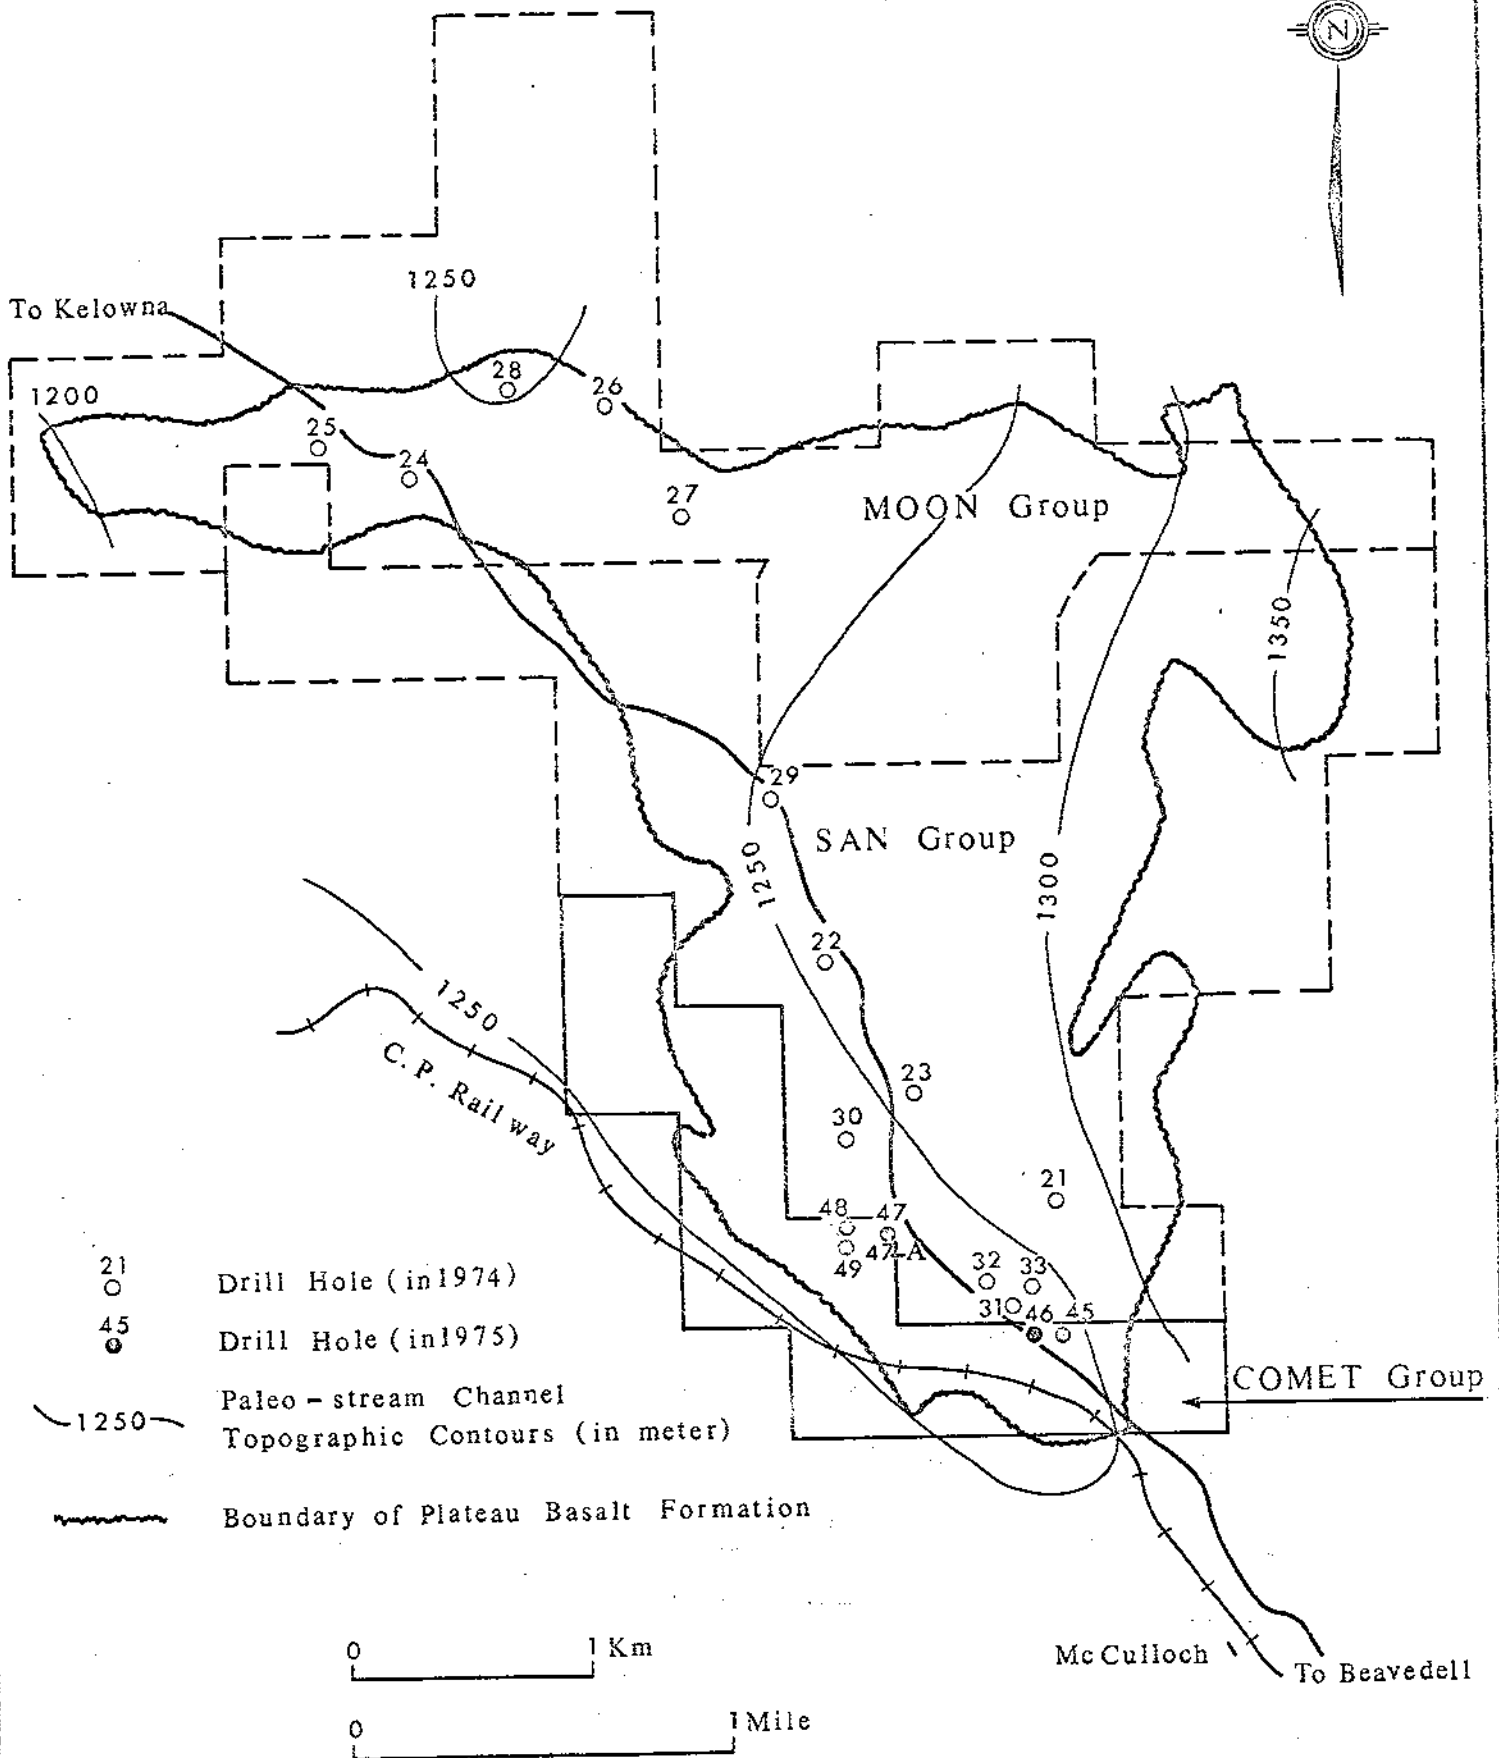 N
1250
To Kelowna
28
26
1200
25
24
27
MOON Group
1350
29
SAN Group
1250
1300
22
1250
C. P. Railway
23
30
21
48 47
47-A
49
32 33
31 46 45
COMET Group
21
Drill Hole (in 1974)
45
Drill Hole (in 1975)
Paleo-stream Channel
1250
Topographic Contours (in meter)
Boundary of Plateau Basalt Formation
0 1 Km
McCulloch
To Beavedell
0 1 Mile